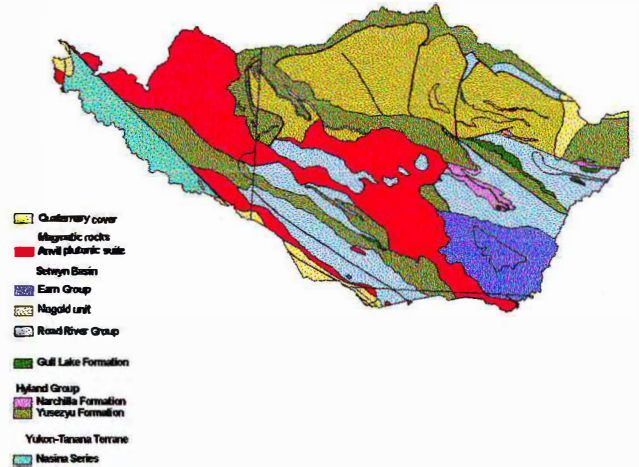 Quaternary cover
Magmatic rocks
Anvil plutonic suite
Selwyn Basin
Earn Group
Nogold unit
Road River Group
Gull Lake Formation
Hyland Group
Narchilla Formation
Yusezyu Formation
Yukon-Tanana Terrane
Nasina Series